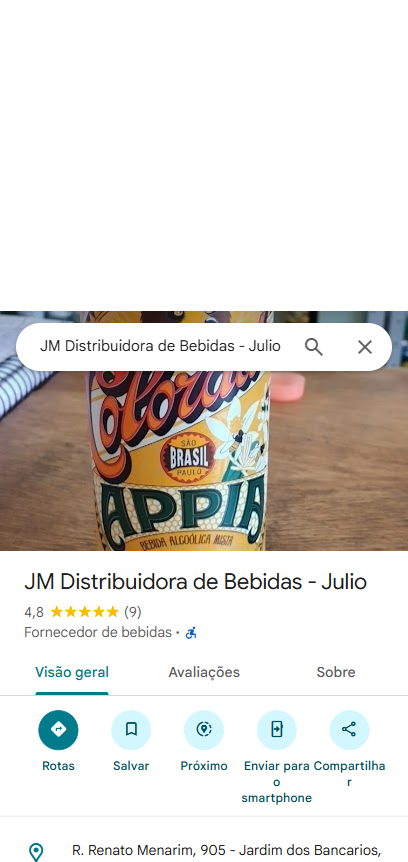 JM Distribuidora de Bebidas - Julio
Colorado
SÃO
BRASIL
PAULO
APPIA
BEBIDA ALCOÓLICA MISTA
JM Distribuidora de Bebidas - Julio
4,8 ★★★★★ (9)
Fornecedor de bebidas ·
Visão geral Avaliações Sobre
Rotas Salvar Próximo Enviar para o smartphone Compartilhar
R. Renato Menarim, 905 - Jardim dos Bancarios,